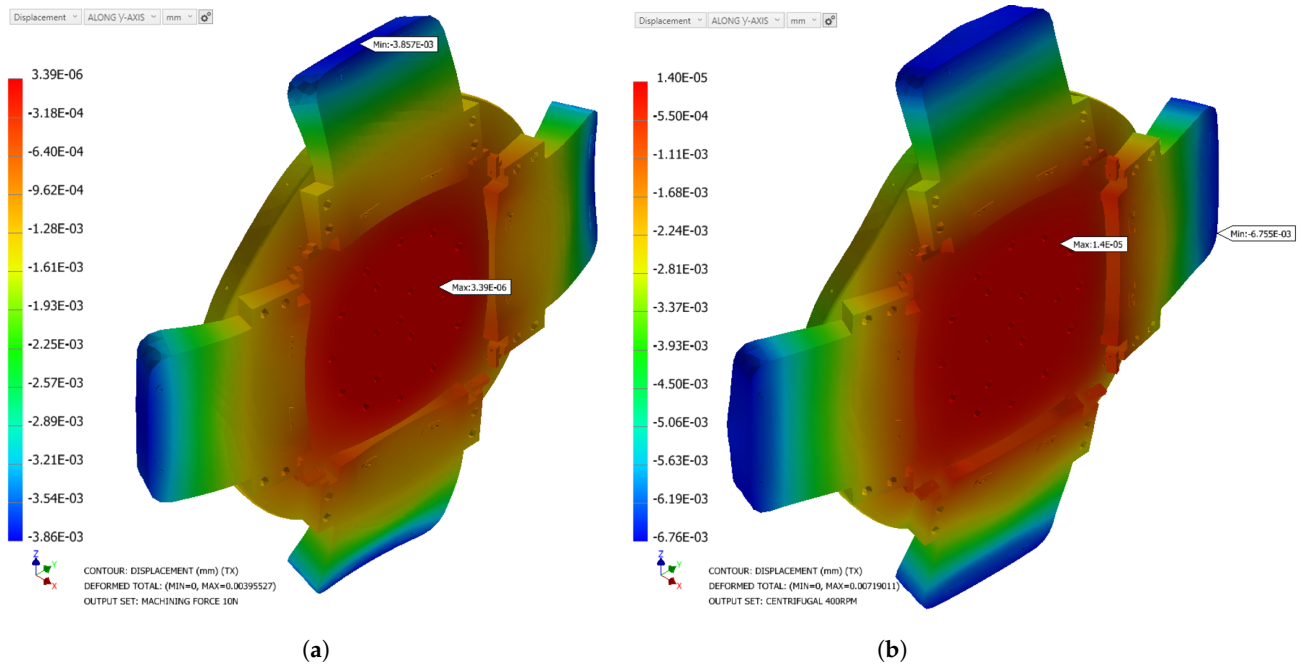 Displacement ALONG Y-AXIS mm
Min:-3.857E-03
3.39E-06
-3.18E-04
-6.40E-04
-9.62E-04
-1.28E-03
-1.61E-03
-1.93E-03
-2.25E-03
-2.57E-03
-2.89E-03
-3.21E-03
-3.54E-03
-3.86E-03
Max:3.39E-06
Z
Y
X
CONTOUR: DISPLACEMENT (mm) (TX)
DEFORMED TOTAL: (MIN=0, MAX=0.00395527)
OUTPUT SET: MACHINING FORCE 10N
(a)
Displacement ALONG Y-AXIS mm
1.40E-05
-5.50E-04
-1.11E-03
-1.68E-03
-2.24E-03
-2.81E-03
-3.37E-03
-3.93E-03
-4.50E-03
-5.06E-03
-5.63E-03
-6.19E-03
-6.76E-03
Max:1.4E-05
Min:-6.755E-03
Z
Y
X
CONTOUR: DISPLACEMENT (mm) (TX)
DEFORMED TOTAL: (MIN=0, MAX=0.00719011)
OUTPUT SET: CENTRIFUGAL 400RPM
(b)